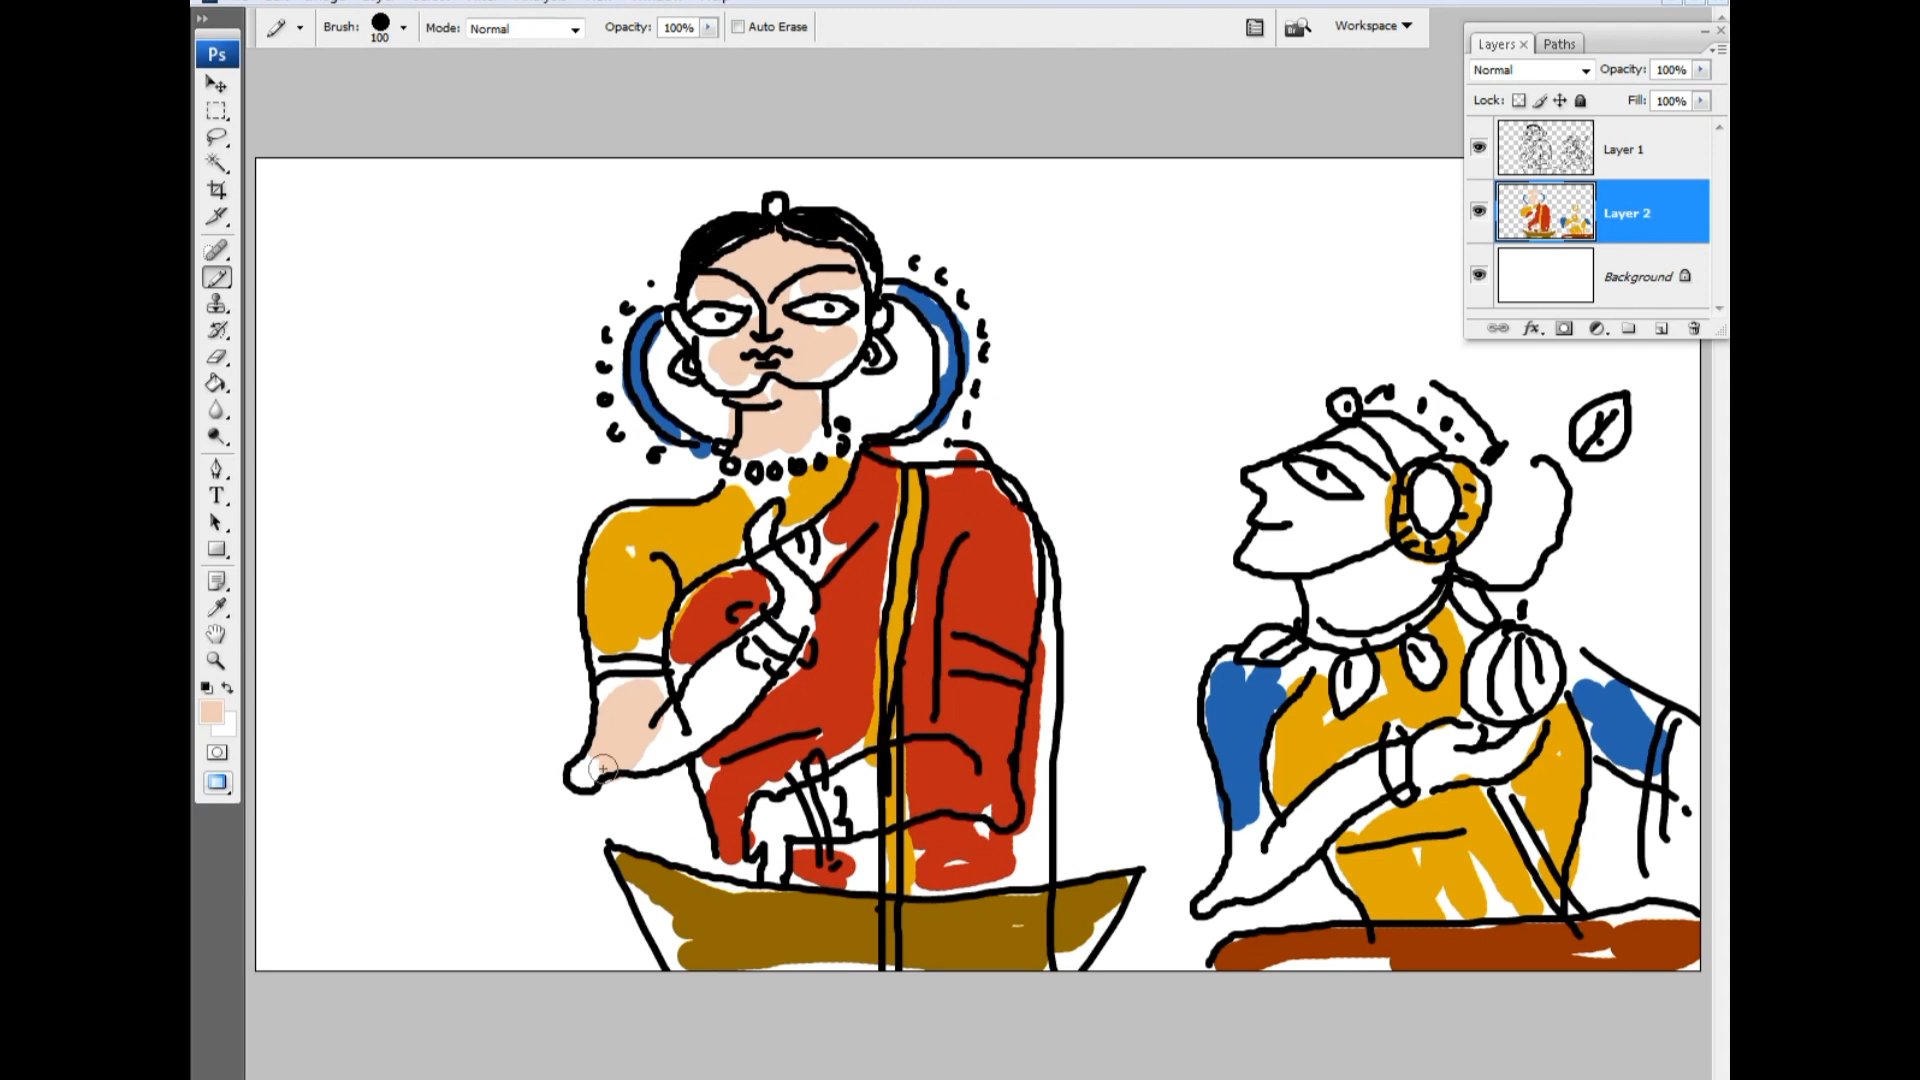 Brush: 100 Mode: Normal Opacity: 100% Auto Erase
Workspace
Ps
Layers Paths
Normal Opacity: 100%
Lock: Fill: 100%
Layer 1
Layer 2
Background
fx
T